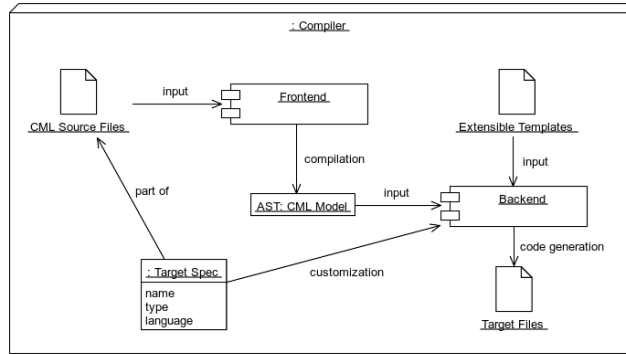 : Compiler
input
Frontend
CML Source Files
Extensible Templates
compilation
input
part of
AST: CML Model
input
Backend
: Target Spec
customization
code generation
name
type
language
Target Files